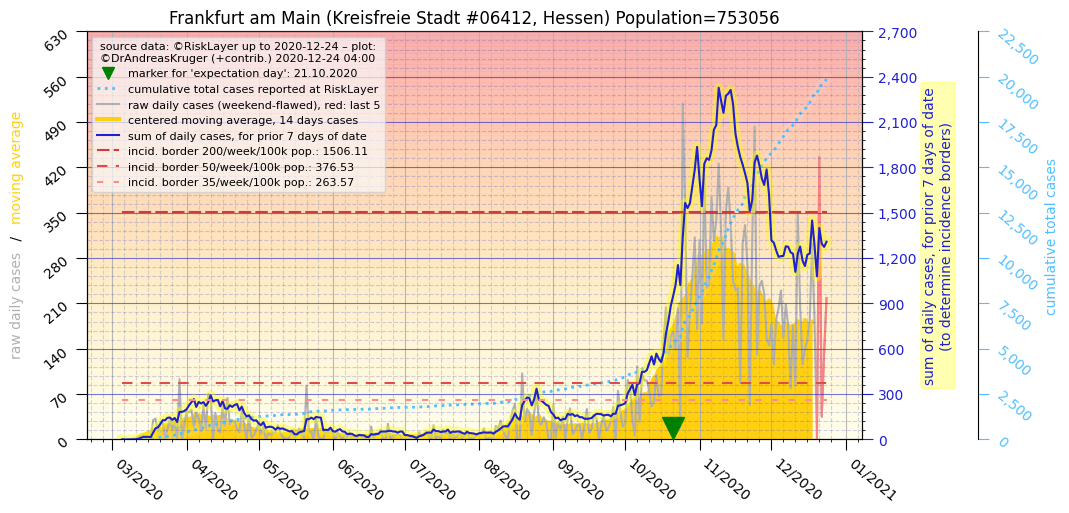 Frankfurt am Main (Kreisfreie Stadt #06412, Hessen) Population=753056
source data: ©RiskLayer up to 2020-12-24 – plot:
©DrAndreasKruger (+contrib.) 2020-12-24 04:00
marker for 'expectation day': 21.10.2020
cumulative total cases reported at RiskLayer
raw daily cases (weekend-flawed), red: last 5
centered moving average, 14 days cases
sum of daily cases, for prior 7 days of date
incid. border 200/week/100k pop.: 1506.11
incid. border 50/week/100k pop.: 376.53
incid. border 35/week/100k pop.: 263.57
raw daily cases / moving average
630
560
490
420
350
280
210
140
70
0
03/2020
04/2020
05/2020
06/2020
07/2020
08/2020
09/2020
10/2020
11/2020
12/2020
01/2021
2,700
2,400
2,100
1,800
1,500
1,200
900
600
300
0
sum of daily cases, for prior 7 days of date
(to determine incidence borders)
22,500
20,000
17,500
15,000
12,500
10,000
7,500
5,000
2,500
0
cumulative total cases